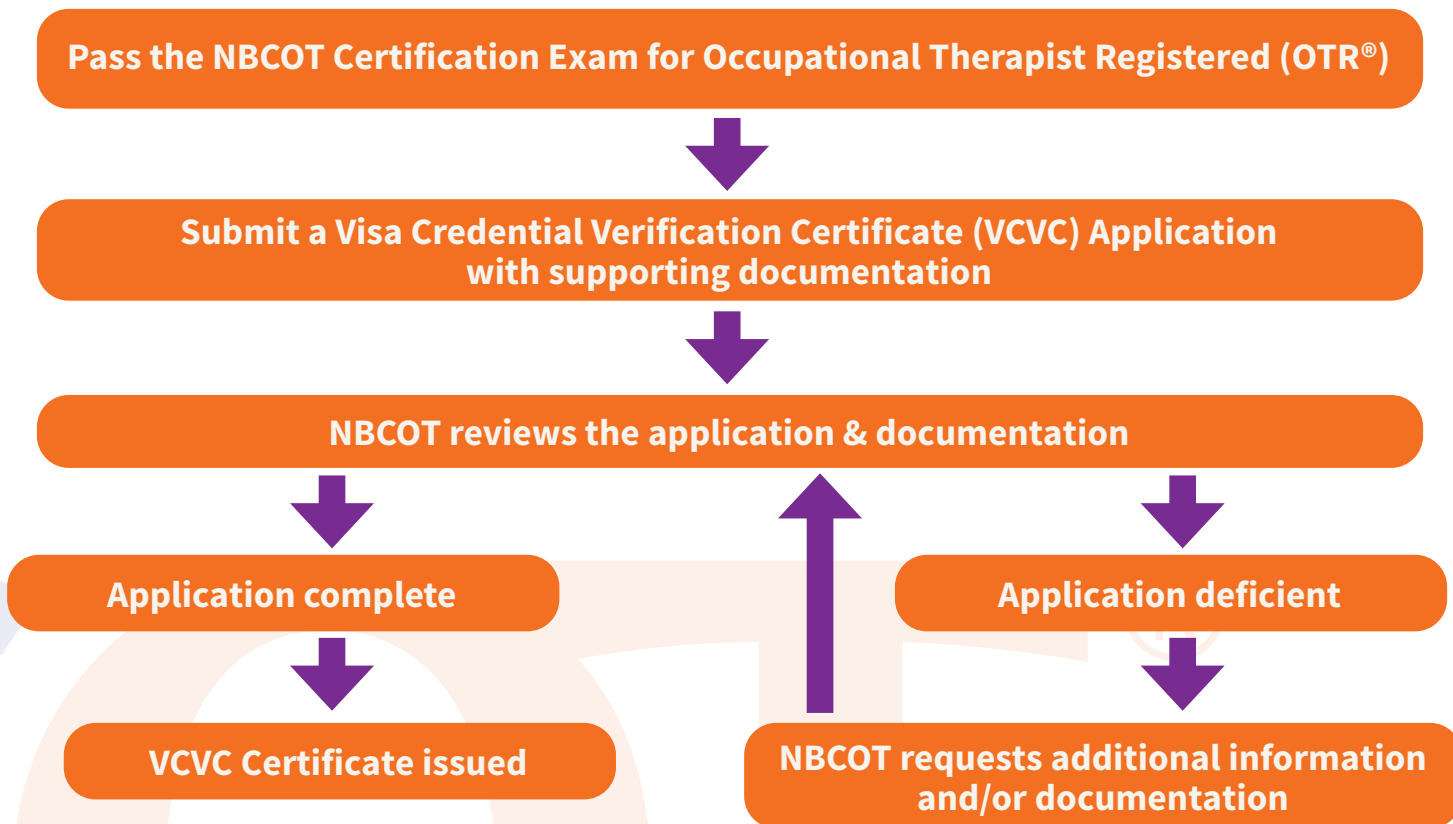 Pass the NBCOT Certification Exam for Occupational Therapist Registered (OTR®)
Submit a Visa Credential Verification Certificate (VCVC) Application
with supporting documentation
NBCOT reviews the application & documentation
Application complete
Application deficient
VCVC Certificate issued
NBCOT requests additional information
and/or documentation